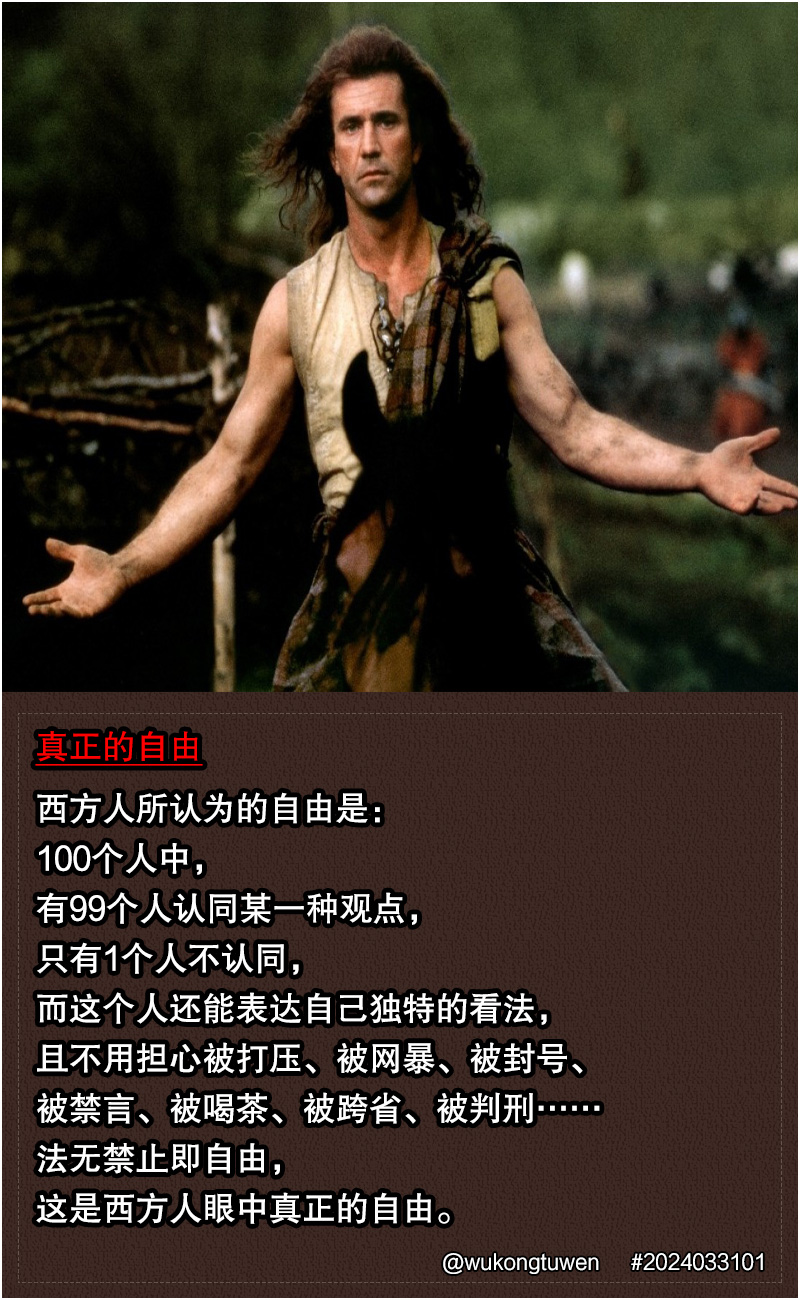 真正的自由
西方人所认为的自由是：
100个人中，
有99个人认同某一种观点，
只有1个人不认同，
而这个人还能表达自己独特的看法，
且不用担心被打压、被网暴、被封号、
被禁言、被喝茶、被跨省、被判刑……
法无禁止即自由，
这是西方人眼中真正的自由。
@wukongtuwen #2024033101